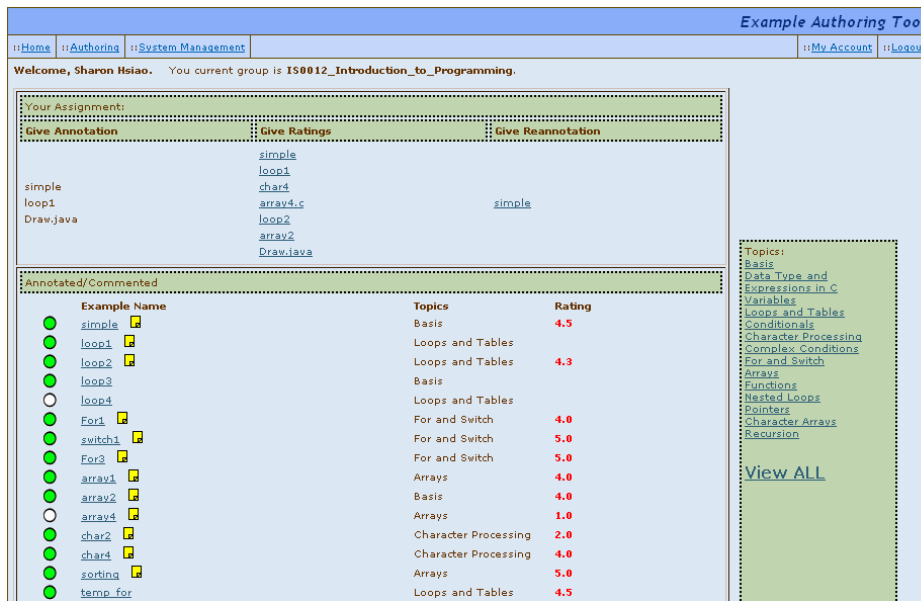 Example Authoring Too
::Home ::Authoring ::System Management ::My Account ::Logou
Welcome, Sharon Hsiao. You current group is IS0012_Introduction_to_Programming.
Your Assignment:
Give Annotation Give Ratings Give Reannotation
simple
loop1
simple char4
loop1 array4.c simple
Draw.java loop2
array2
Draw.java
Annotated/Commented
Example Name Topics Rating
simple Basis 4.5
loop1 Loops and Tables
loop2 Loops and Tables 4.3
loop3 Basis
loop4 Loops and Tables
For1 For and Switch 4.0
switch1 For and Switch 5.0
For3 For and Switch 5.0
array1 Arrays 4.0
array2 Basis 4.0
array4 Arrays 1.0
char2 Character Processing 2.0
char4 Character Processing 4.0
sorting Arrays 5.0
temp for Loops and Tables 4.5
Topics:
Basis
Data Type and
Expressions in C
Variables
Loops and Tables
Conditionals
Character Processing
Complex Conditions
For and Switch
Arrays
Functions
Nested Loops
Pointers
Character Arrays
Recursion
View ALL